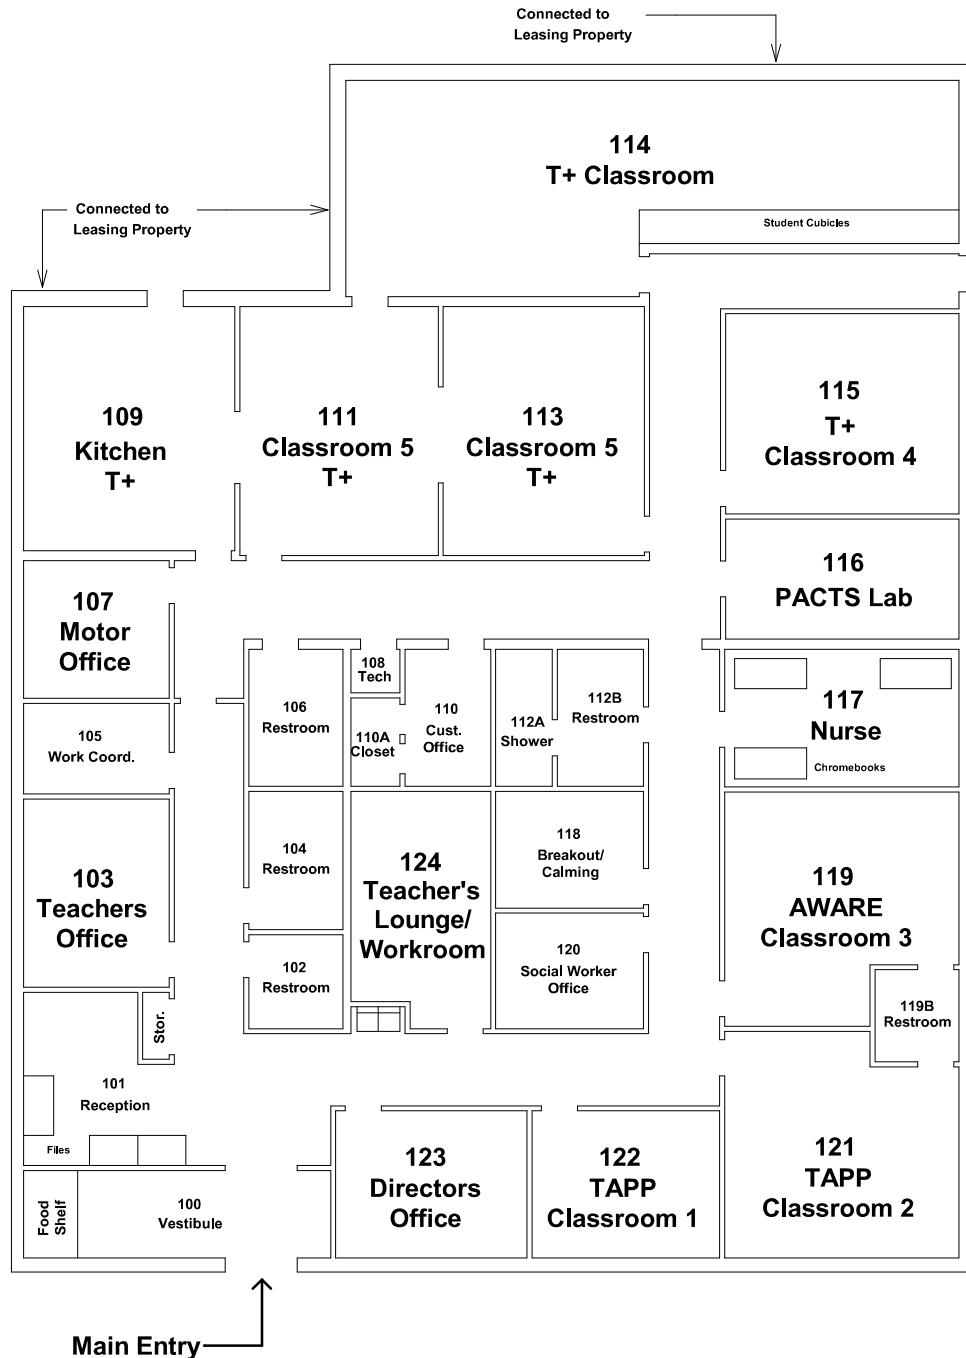 Connected to
Leasing Property
114
T+ Classroom
Connected to
Leasing Property
Student Cubicles
109
Kitchen
T+
111
Classroom 5
T+
113
Classroom 5
T+
115
T+
Classroom 4
116
PACTS Lab
107
Motor
Office
108
Tech
106
Restroom
110
Cust.
Office
110A
Closet
112A
Shower
112B
Restroom
117
Nurse
Chromebooks
105
Work Coord.
103
Teachers
Office
104
Restroom
124
Teacher's
Lounge/
Workroom
118
Breakout/
Calming
119
AWARE
Classroom 3
102
Restroom
120
Social Worker
Office
119B
Restroom
Stor.
101
Reception
Files
123
Directors
Office
122
TAPP
Classroom 1
121
TAPP
Classroom 2
Food
Shelf
100
Vestibule
Main Entry